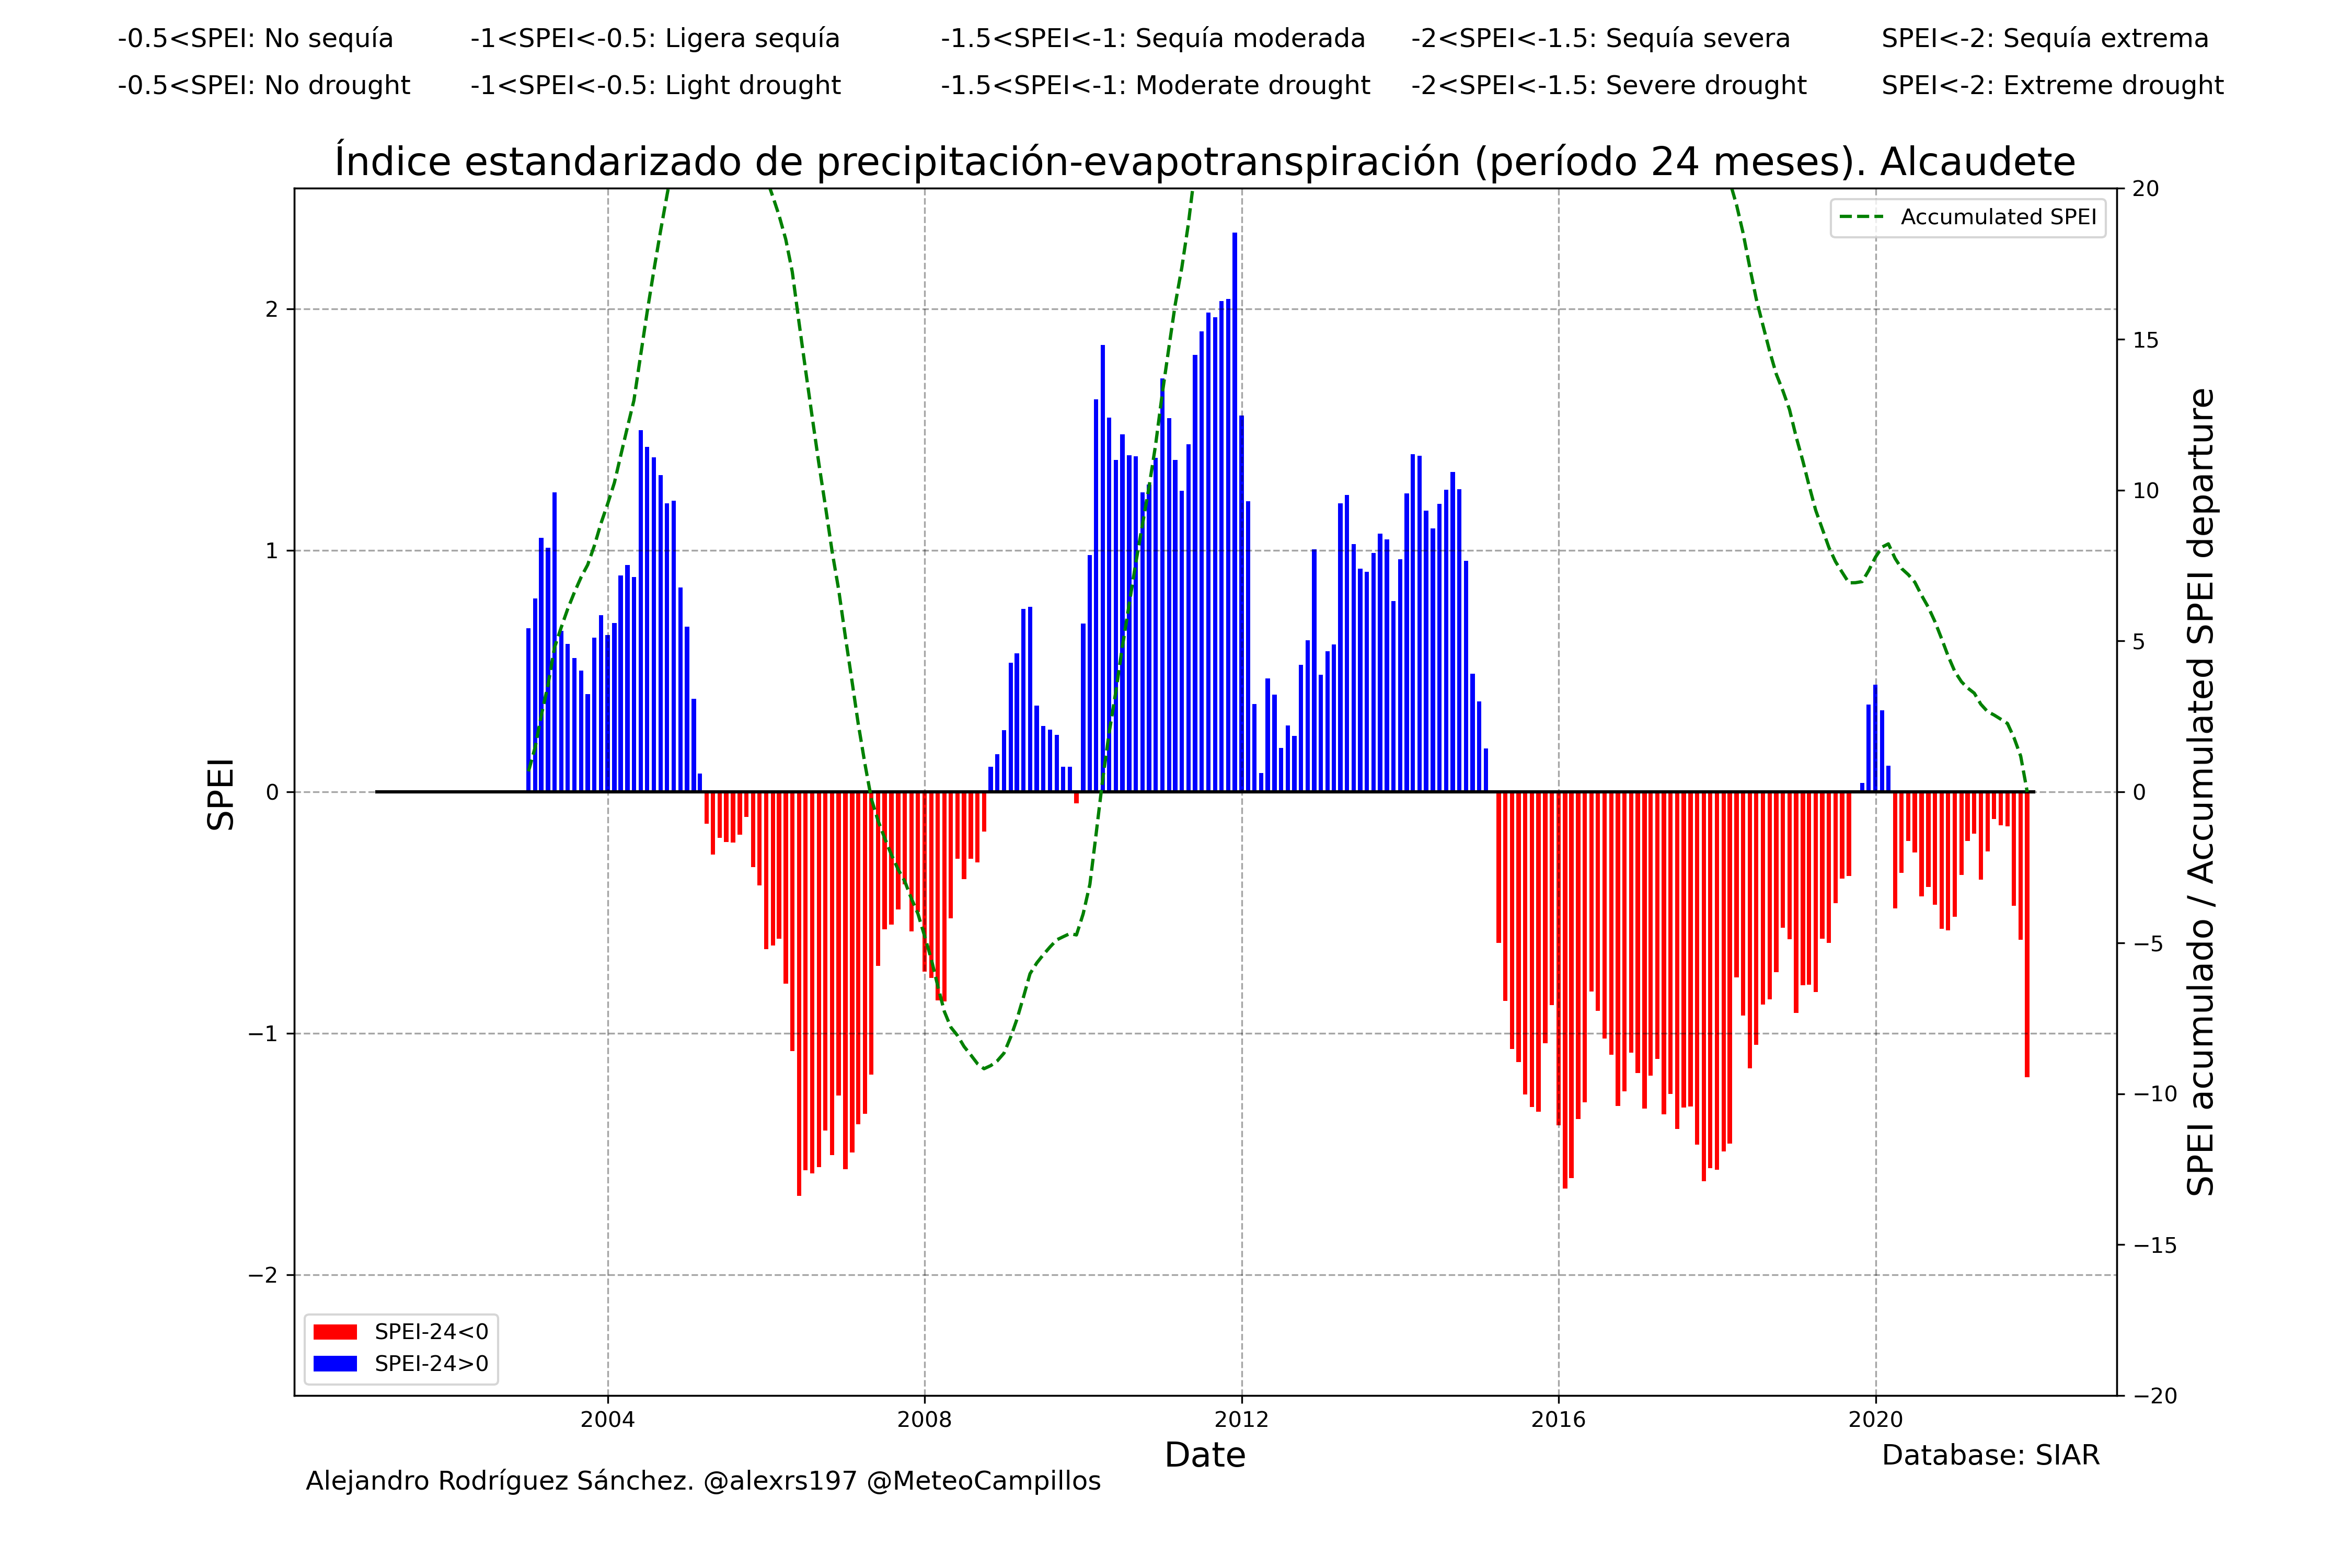 -0.5<SPEI: No sequía -1<SPEI<-0.5: Ligera sequía -1.5<SPEI<-1: Sequía moderada -2<SPEI<-1.5: Sequía severa SPEI<-2: Sequía extrema
-0.5<SPEI: No drought -1<SPEI<-0.5: Light drought -1.5<SPEI<-1: Moderate drought -2<SPEI<-1.5: Severe drought SPEI<-2: Extreme drought
Índice estandarizado de precipitación-evapotranspiración (período 24 meses). Alcaudete
Accumulated SPEI
2
1
0
−1
−2
SPEI
20
15
10
5
0
−5
−10
−15
−20
SPEI acumulado / Accumulated SPEI departure
SPEI-24<0
SPEI-24>0
2004 2008 2012 2016 2020
Date
Database: SIAR
Alejandro Rodríguez Sánchez. @alexrs197 @MeteoCampillos